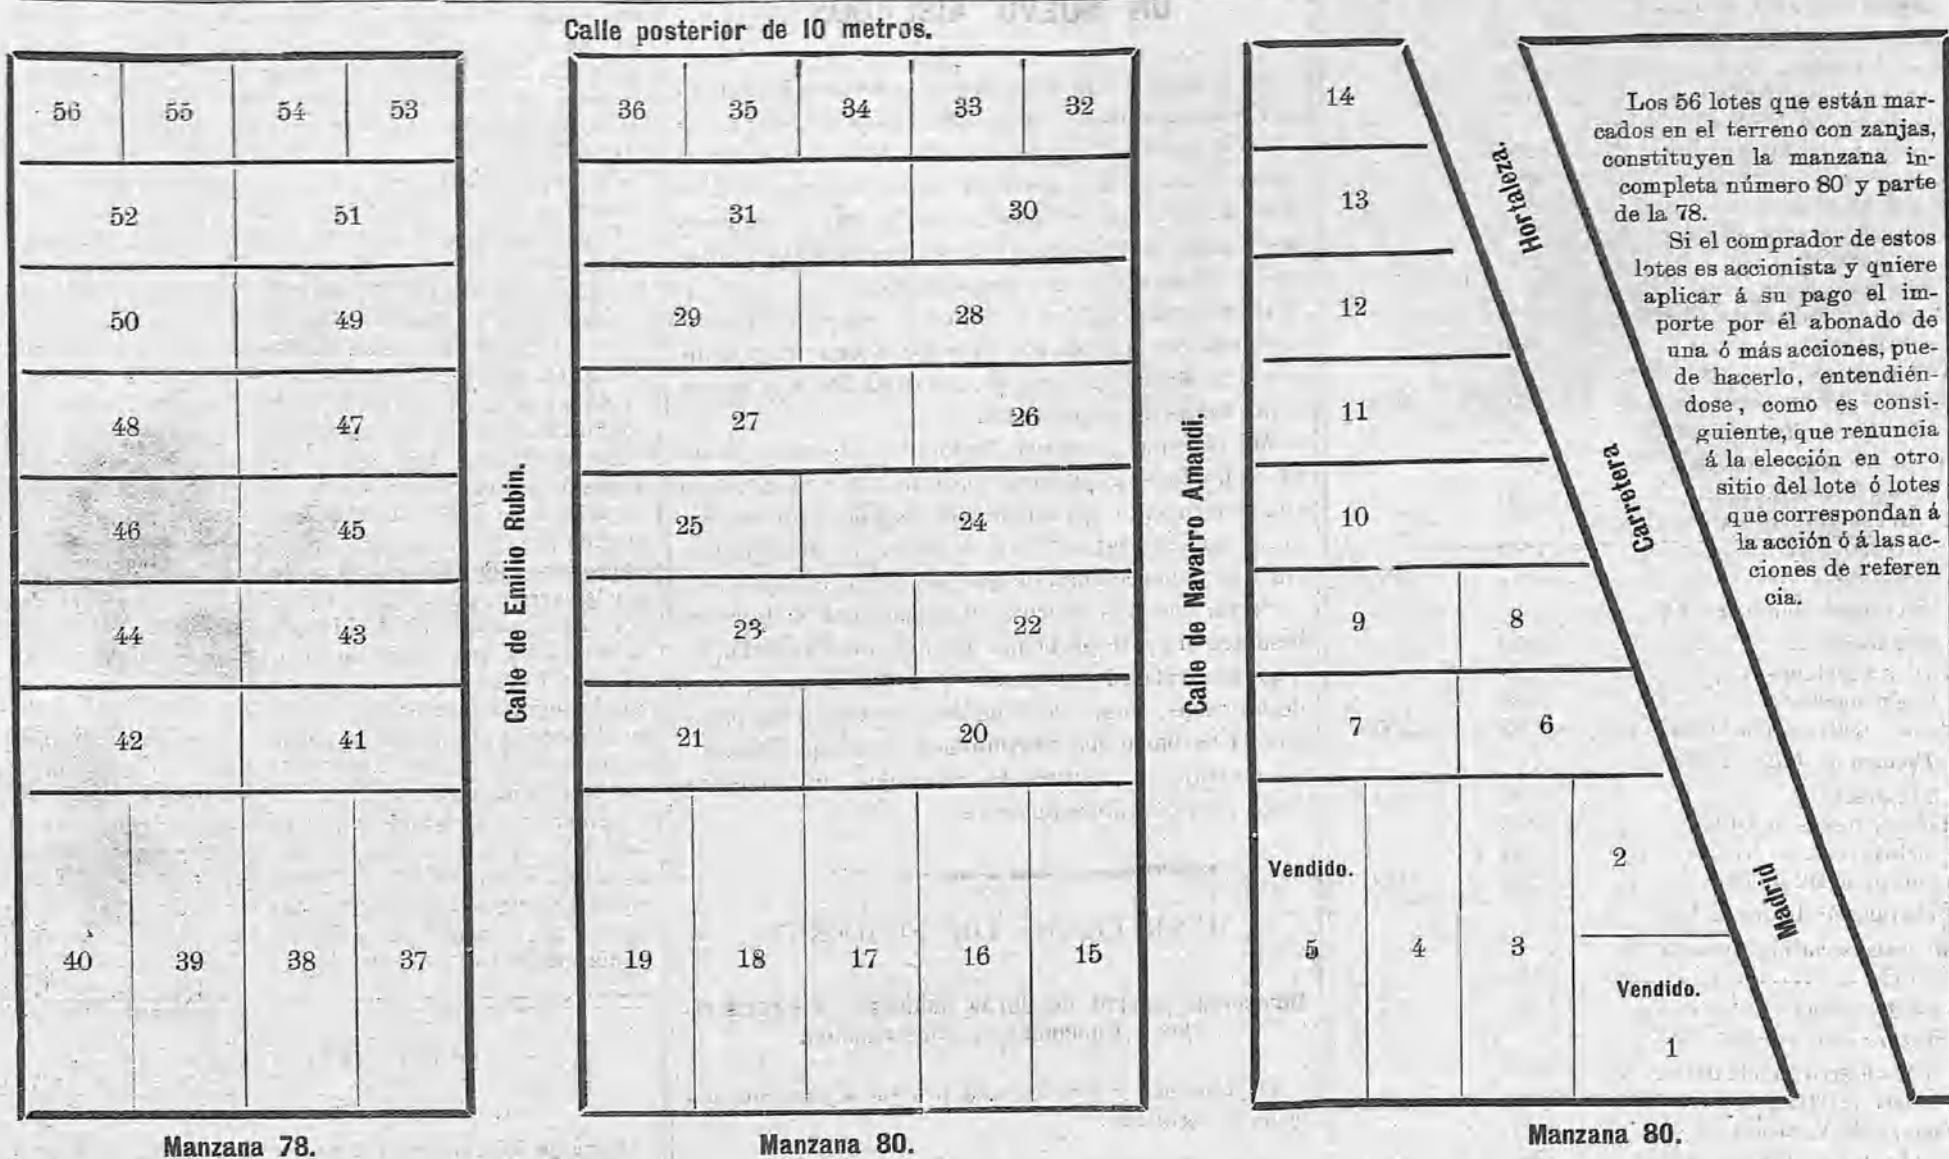 Calle posterior de 10 metros.
56 55 54 53
52 51
50 49
48 47
46 45
44 43
42 41
40 39 38 37
Manzana 78.
Calle de Emilio Rubín.
36 35 34 33 32
31 30
29 28
27 26
25 24
23 22
21 20
19 18 17 16 15
Manzana 80.
Calle de Navarro Amandi.
14
13
12
11
10
9 8
7 6
Vendido.
5 4 3
2
Vendido.
1
Manzana 80.
Hortaleza.
Carretera
Madrid
Los 56 lotes que están mar-
cados en el terreno con zanjas,
constituyen la manzana in-
completa número 80 y parte
de la 78.
Si el comprador de estos
lotes es accionista y quiere
aplicar á su pago el im-
porte por él abonado de
una ó más acciones, pue-
de hacerlo, entendién-
dose, como es consi-
guiente, que renuncia
á la elección en otro
sitio del lote ó lotes
que correspondan á
la acción ó á las ac-
ciones de referen
cia.